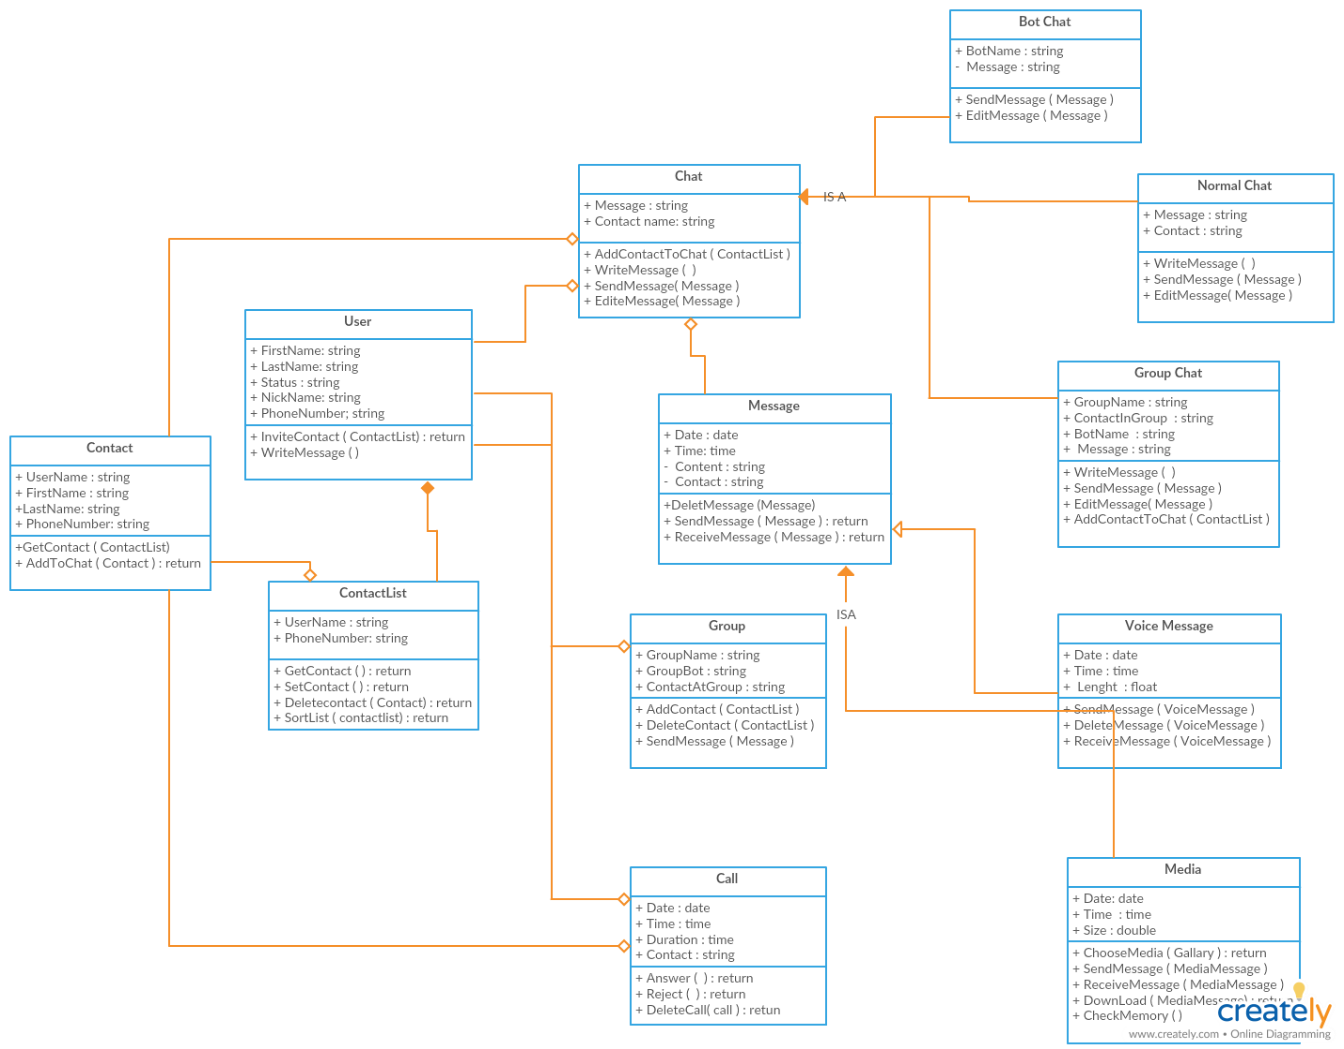 Bot Chat
+ BotName : string
- Message : string
+ SendMessage ( Message )
+ EditMessage ( Message )
Chat
+ Message : string
+ Contact name: string
+ AddContactToChat ( ContactList )
+ WriteMessage ( )
+ SendMessage( Message )
+ EditeMessage( Message )
IS A
Normal Chat
+ Message : string
+ Contact : string
+ WriteMessage ( )
+ SendMessage ( Message )
+ EditMessage( Message )
User
+ FirstName: string
+ LastName: string
+ Status : string
+ NickName: string
+ PhoneNumber; string
+ InviteContact ( ContactList) : return
+ WriteMessage ( )
Group Chat
+ GroupName : string
+ ContactInGroup : string
+ BotName : string
+ Message : string
+ WriteMessage ( )
+ SendMessage ( Message )
+ EditMessage( Message )
+ AddContactToChat ( ContactList )
Message
+ Date : date
+ Time: time
- Content : string
- Contact : string
+DeletMessage (Message)
+ SendMessage ( Message ) : return
+ ReceiveMessage ( Message ) : return
Contact
+ UserName : string
+ FirstName : string
+LastName: string
+ PhoneNumber: string
+GetContact ( ContactList)
+ AddToChat ( Contact ) : return
ContactList
+ UserName : string
+ PhoneNumber: string
+ GetContact ( ) : return
+ SetContact ( ) : return
+ Deletecontact ( Contact) : return
+ SortList ( contactlist) : return
ISA
Group
+ GroupName : string
+ GroupBot : string
+ ContactAtGroup : string
+ AddContact ( ContactList )
+ DeleteContact ( ContactList )
+ SendMessage ( Message )
Voice Message
+ Date : date
+ Time : time
+ Lenght : float
+ SendMessage ( VoiceMessage )
+ DeleteMessage ( VoiceMessage )
+ ReceiveMessage ( VoiceMessage )
Call
+ Date : date
+ Time : time
+ Duration : time
+ Contact : string
+ Answer ( ) : return
+ Reject ( ) : return
+ DeleteCall( call ) : retun
Media
+ Date: date
+ Time : time
+ Size : double
+ ChooseMedia ( Gallary ) : return
+ SendMessage ( MediaMessage )
+ ReceiveMessage ( MediaMessage )
+ DownLoad ( MediaMessage) : return
+ CheckMemory ( )
creately
www.creately.com • Online Diagramming